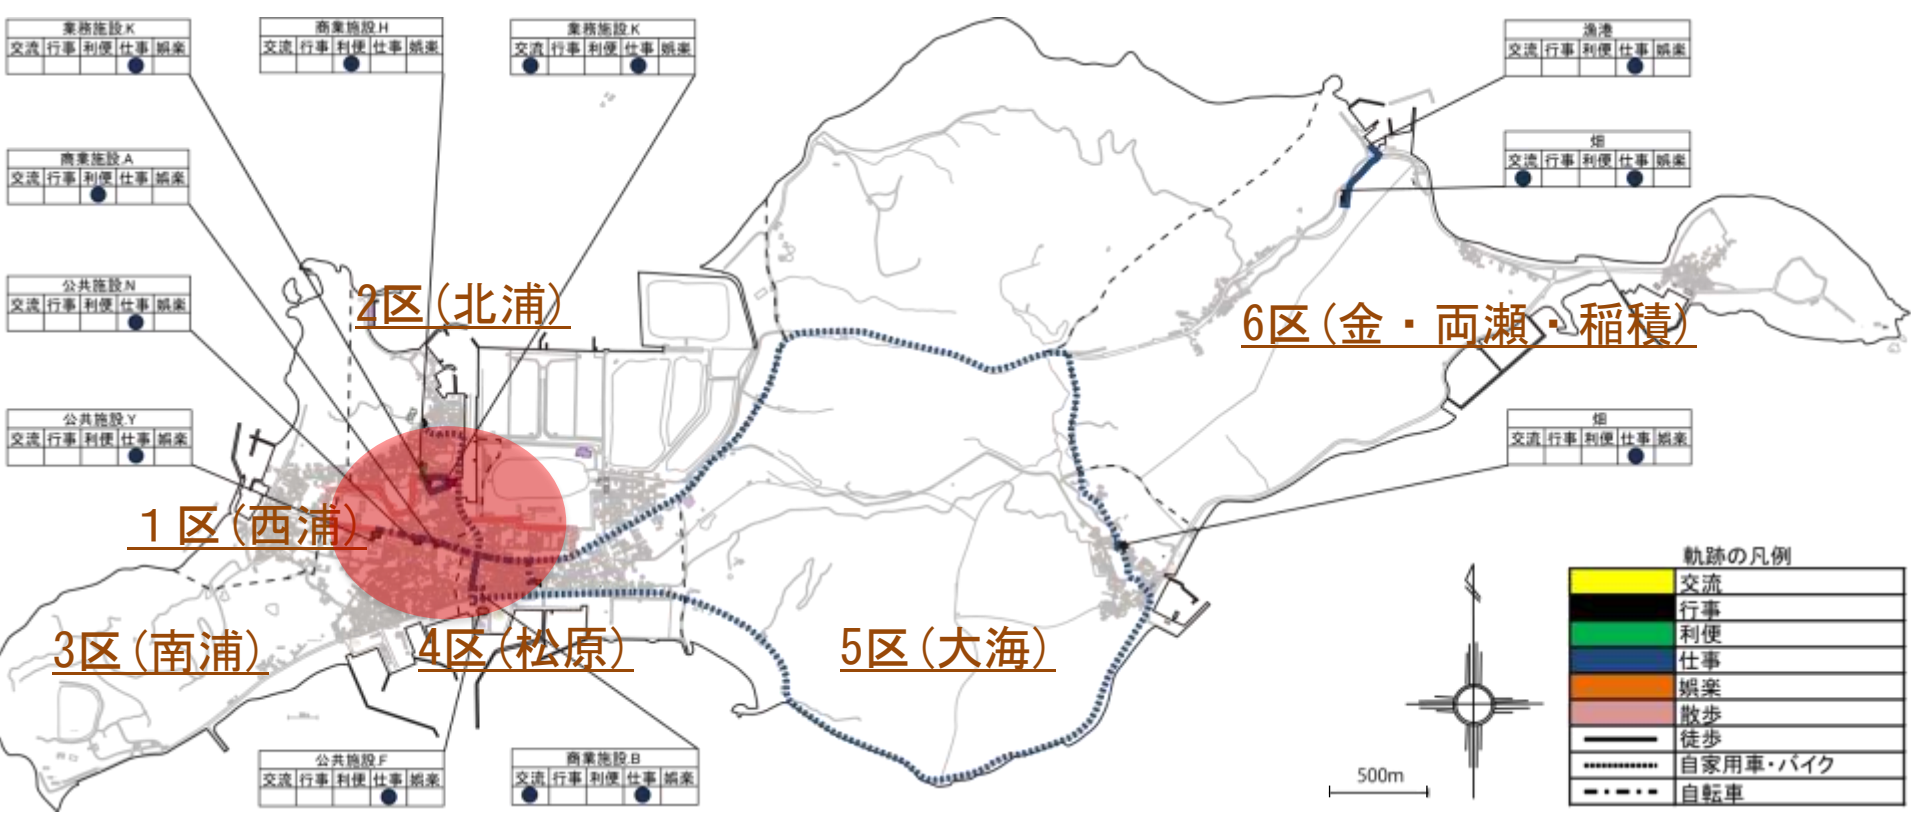 業務施設.K
交流 行事 利便 仕事 娯楽
商業施設.H
交流 行事 利便 仕事 娯楽
業務施設.K
交流 行事 利便 仕事 娯楽
漁港
交流 行事 利便 仕事 娯楽
商業施設.A
交流 行事 利便 仕事 娯楽
畑
交流 行事 利便 仕事 娯楽
公共施設.N
交流 行事 利便 仕事 娯楽
2区(北浦)
6区(金・両瀬・稲積)
公共施設.Y
交流 行事 利便 仕事 娯楽
畑
交流 行事 利便 仕事 娯楽
１区(西浦)
3区(南浦)
4区(松原)
5区(大海)
軌跡の凡例
交流
行事
利便
仕事
娯楽
散歩
徒歩
自家用車・バイク
自転車
500m
公共施設.F
交流 行事 利便 仕事 娯楽
商業施設.B
交流 行事 利便 仕事 娯楽